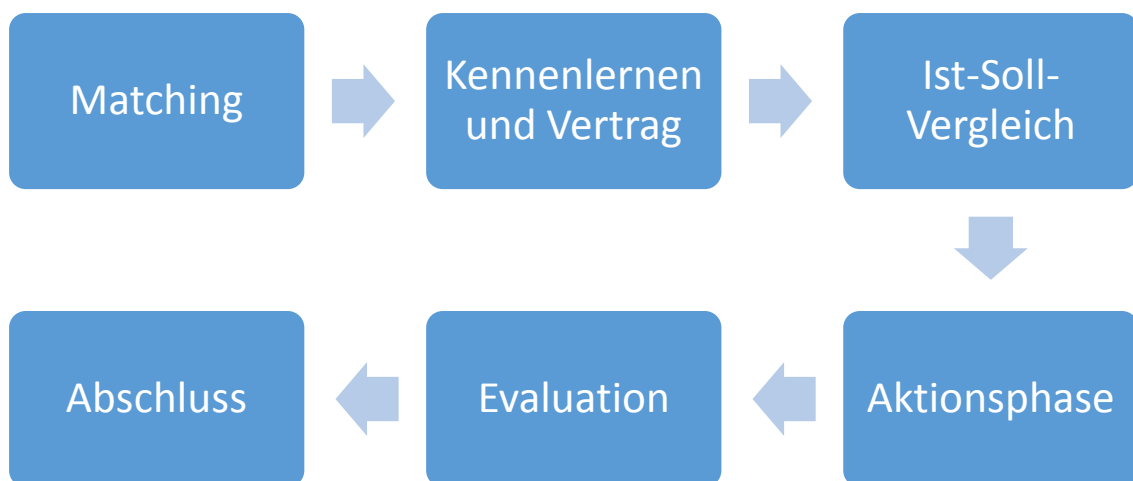 Matching
Kennenlernen
und Vertrag
Ist-Soll-
Vergleich
Aktionsphase
Evaluation
Abschluss